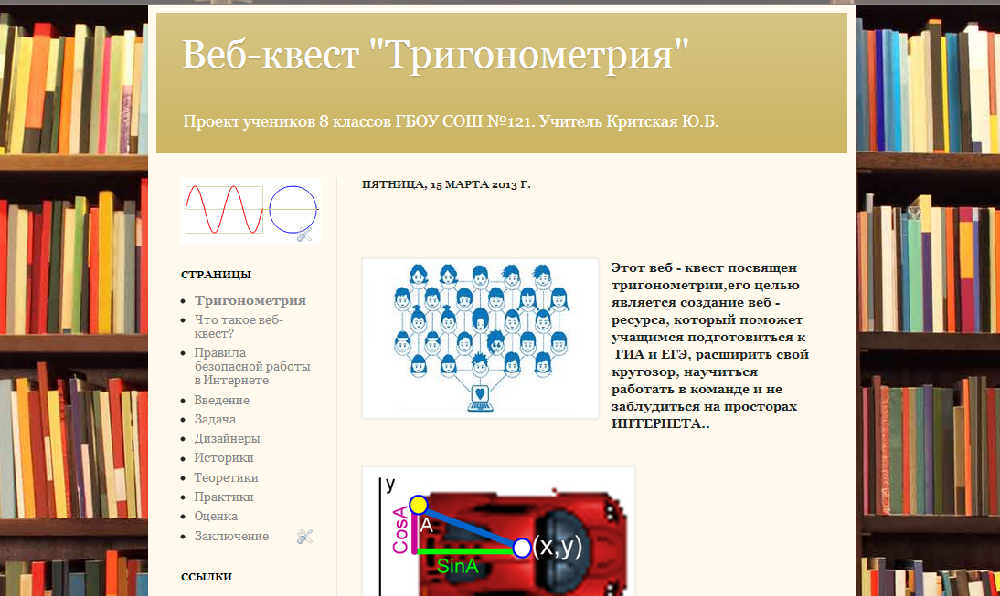 Веб-квест "Тригонометрия"
Проект учеников 8 классов ГБОУ СОШ №121. Учитель Критская Ю.Б.
СТРАНИЦЫ
Тригонометрия
Что такое веб-
квест?
Правила
безопасной работы
в Интернете
Введение
Задача
Дизайнеры
Историки
Теоретики
Практики
Оценка
Заключение
ССЫЛКИ
ПЯТНИЦА, 15 МАРТА 2013 Г.
Этот веб - квест посвящен
тригонометрии,его целью
является создание веб -
ресурса, который поможет
учащимся подготовиться к
ГИА и ЕГЭ, расширить свой
кругозор, научиться
работать в команде и не
заблудиться на просторах
ИНТЕРНЕТА..
y
CosA
A
(x,y)
SinA